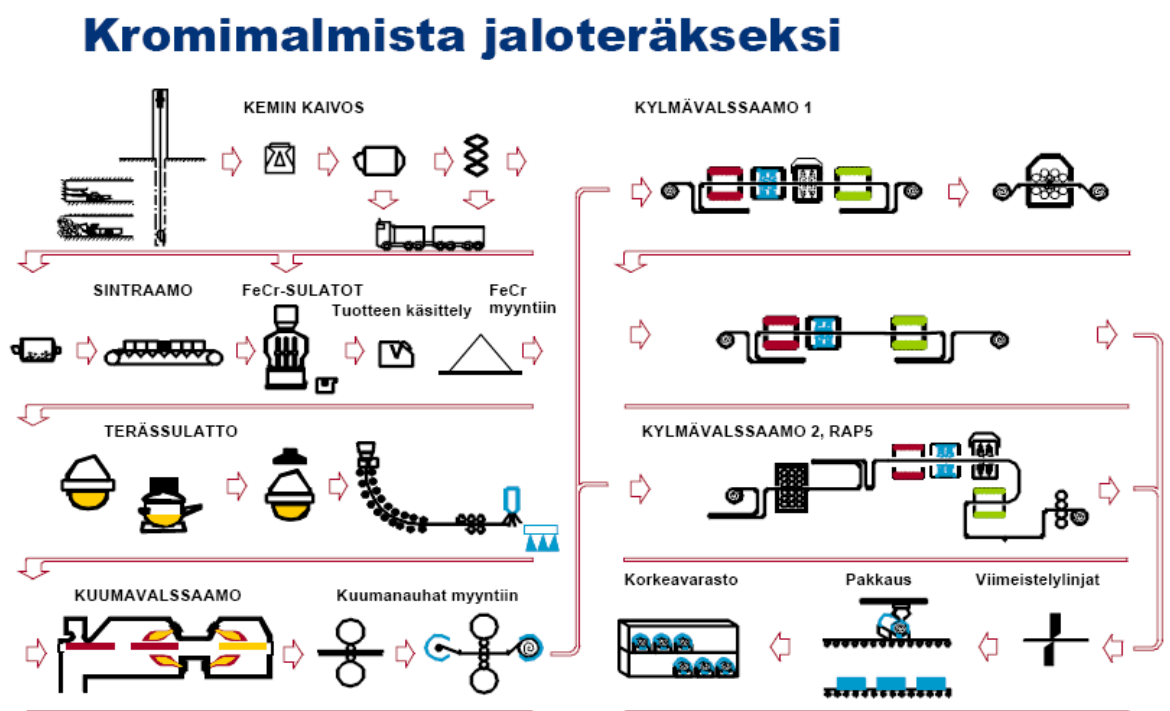 Kromimalmista jaloteräkseksi
KEMIN KAIVOS
SINTRAAMO
FeCr-SULATOT
Tuotteen käsittely
FeCr
myyntiin
TERÄSSULATTO
KUUMAVALSSAAMO
Kuumanauhat myyntiin
KYLMÄVALSSAAMO 1
KYLMÄVALSSAAMO 2, RAP5
Korkeavarasto
Pakkaus
Viimeistelylinjat